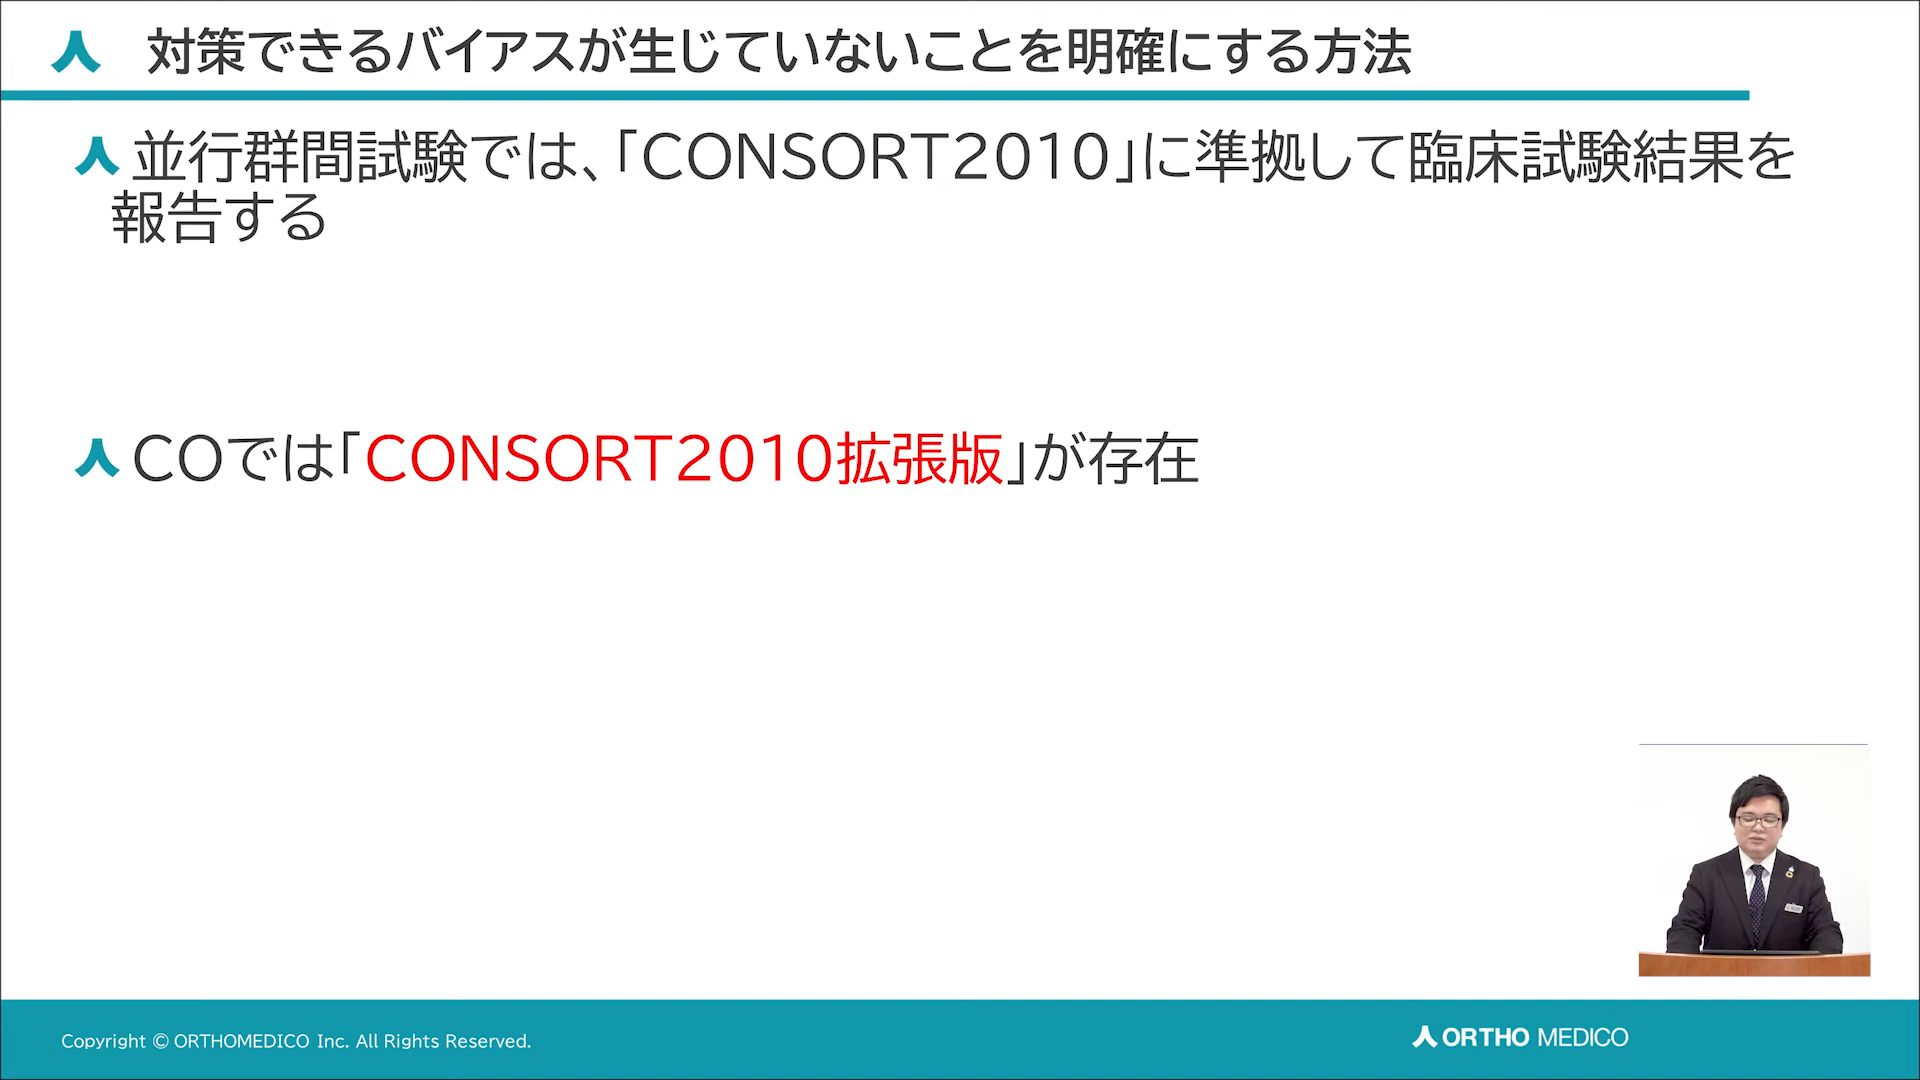 対策できるバイアスが生じていないことを明確にする方法
並行群間試験では、「CONSORT2010」に準拠して臨床試験結果を
報告する
COでは「CONSORT2010拡張版」が存在
Copyright © ORTHOMEDICO Inc. All Rights Reserved.
ORTHO MEDICO